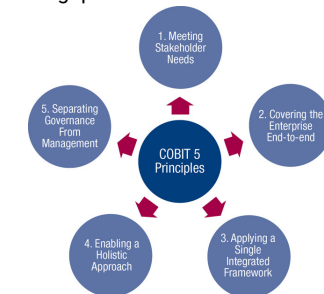 1. Meeting
Stakeholder
Needs
2. Covering the
Enterprise
End-to-end
3. Applying a
Single
Integrated
Framework
4. Enabling a
Holistic
Approach
5. Separating
Governance
From
Management
COBIT 5
Principles